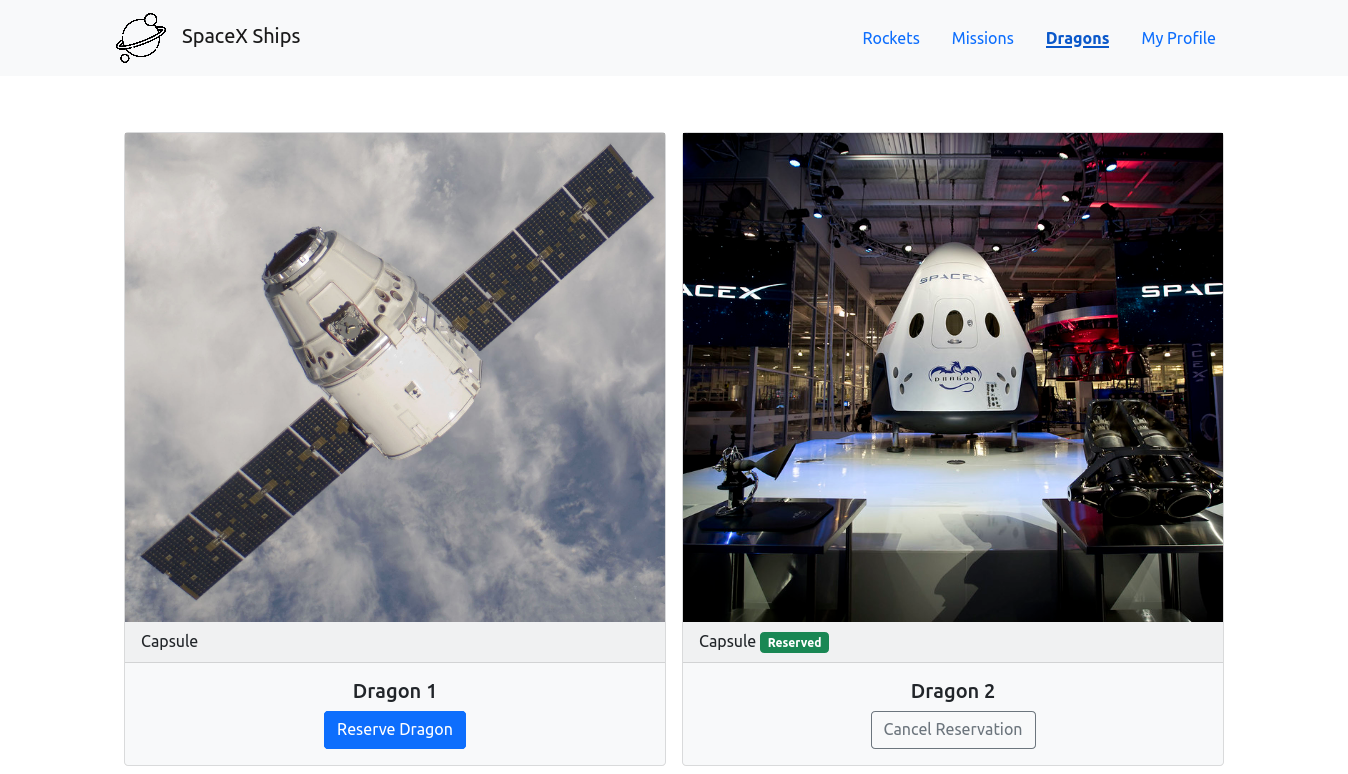 SpaceX Ships
Rockets
Missions
Dragons
My Profile
SPACEX
ACEX
SPAC
DRAGON
Capsule
Capsule Reserved
Dragon 1
Dragon 2
Reserve Dragon
Cancel Reservation